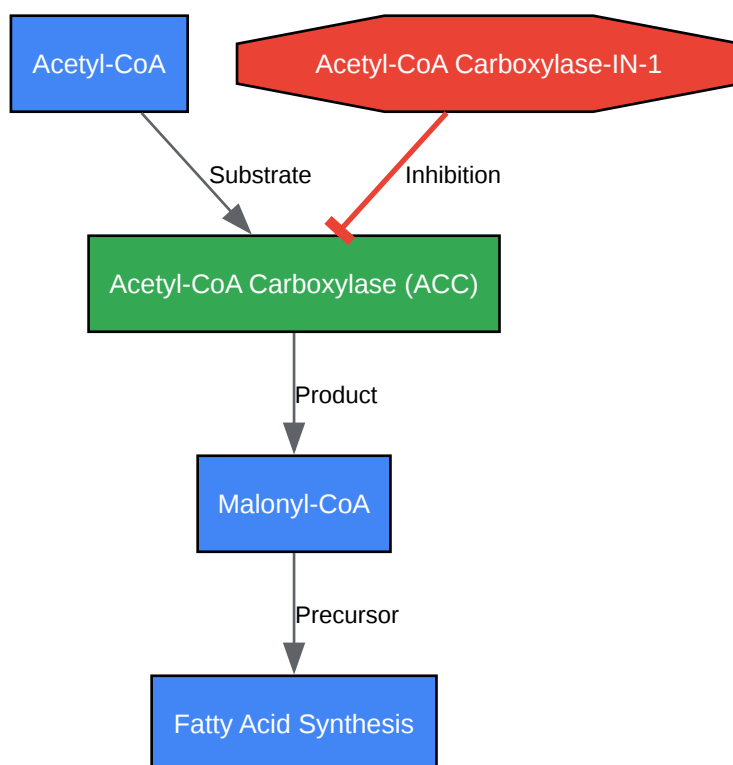 Acetyl-CoA
Acetyl-CoA Carboxylase-IN-1
Substrate
Inhibition
Acetyl-CoA Carboxylase (ACC)
Product
Malonyl-CoA
Precursor
Fatty Acid Synthesis